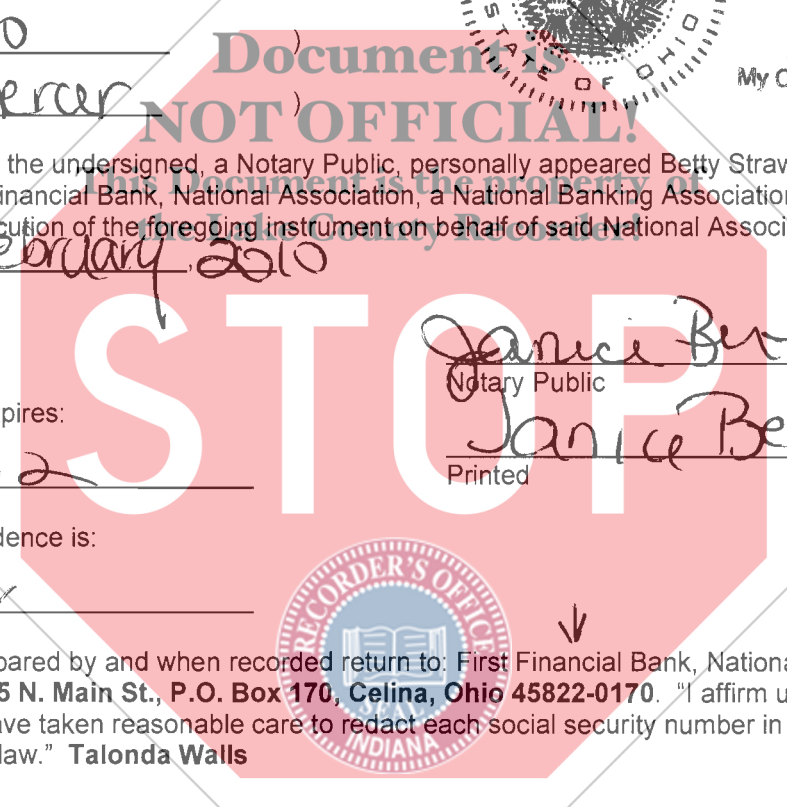 Document is
STATE OF OHIO
My C
NOT OFFICIAL!
the undersigned, a Notary Public, personally appeared Betty Straw
This Document is the property of
inancial Bank, National Association, a National Banking Association
cution of the foregoing instrument on behalf of said National Associ
the Lake County Recorder!
ebruary, 2010
STOP
Janice Be
Notary Public
pires:
Janice Be
2
Printed
dence is:
RECORDER'S OFFICE
SEAL
INDIANA
pared by and when recorded return to: First Financial Bank, Nationa
5 N. Main St., P.O. Box 170, Celina, Ohio 45822-0170. "I affirm u
ave taken reasonable care to redact each social security number in
law." Talonda Walls